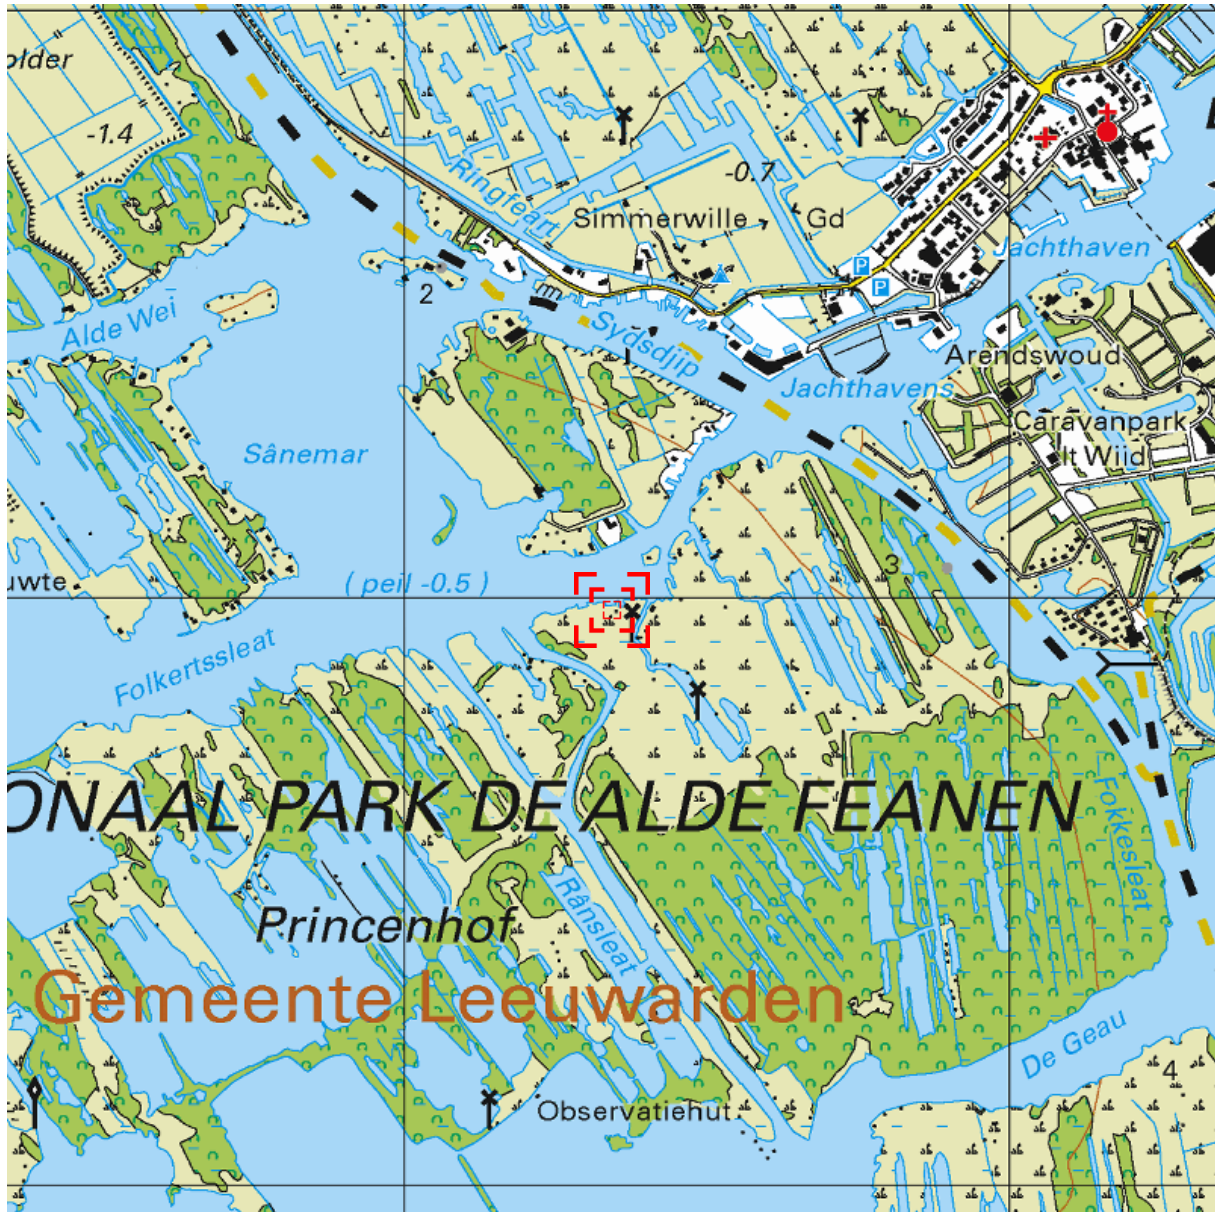 older
-1.4
Ringfeart
-0.7
Simmerwille
Gd
P
P
Jachthaven
2
m
Alde Wei
Sydsdjip
Arendswoud
Jachthavens
Caravanpark
It Wiid
Sânemar
3
uwte
( peil -0.5 )
Folkertssleat
ONAAL PARK DE ALDE FEANEN
Fokkesleat
Rânsleat
Princenhof
Gemeente Leeuwarden
De Geau
4
Observatiehut